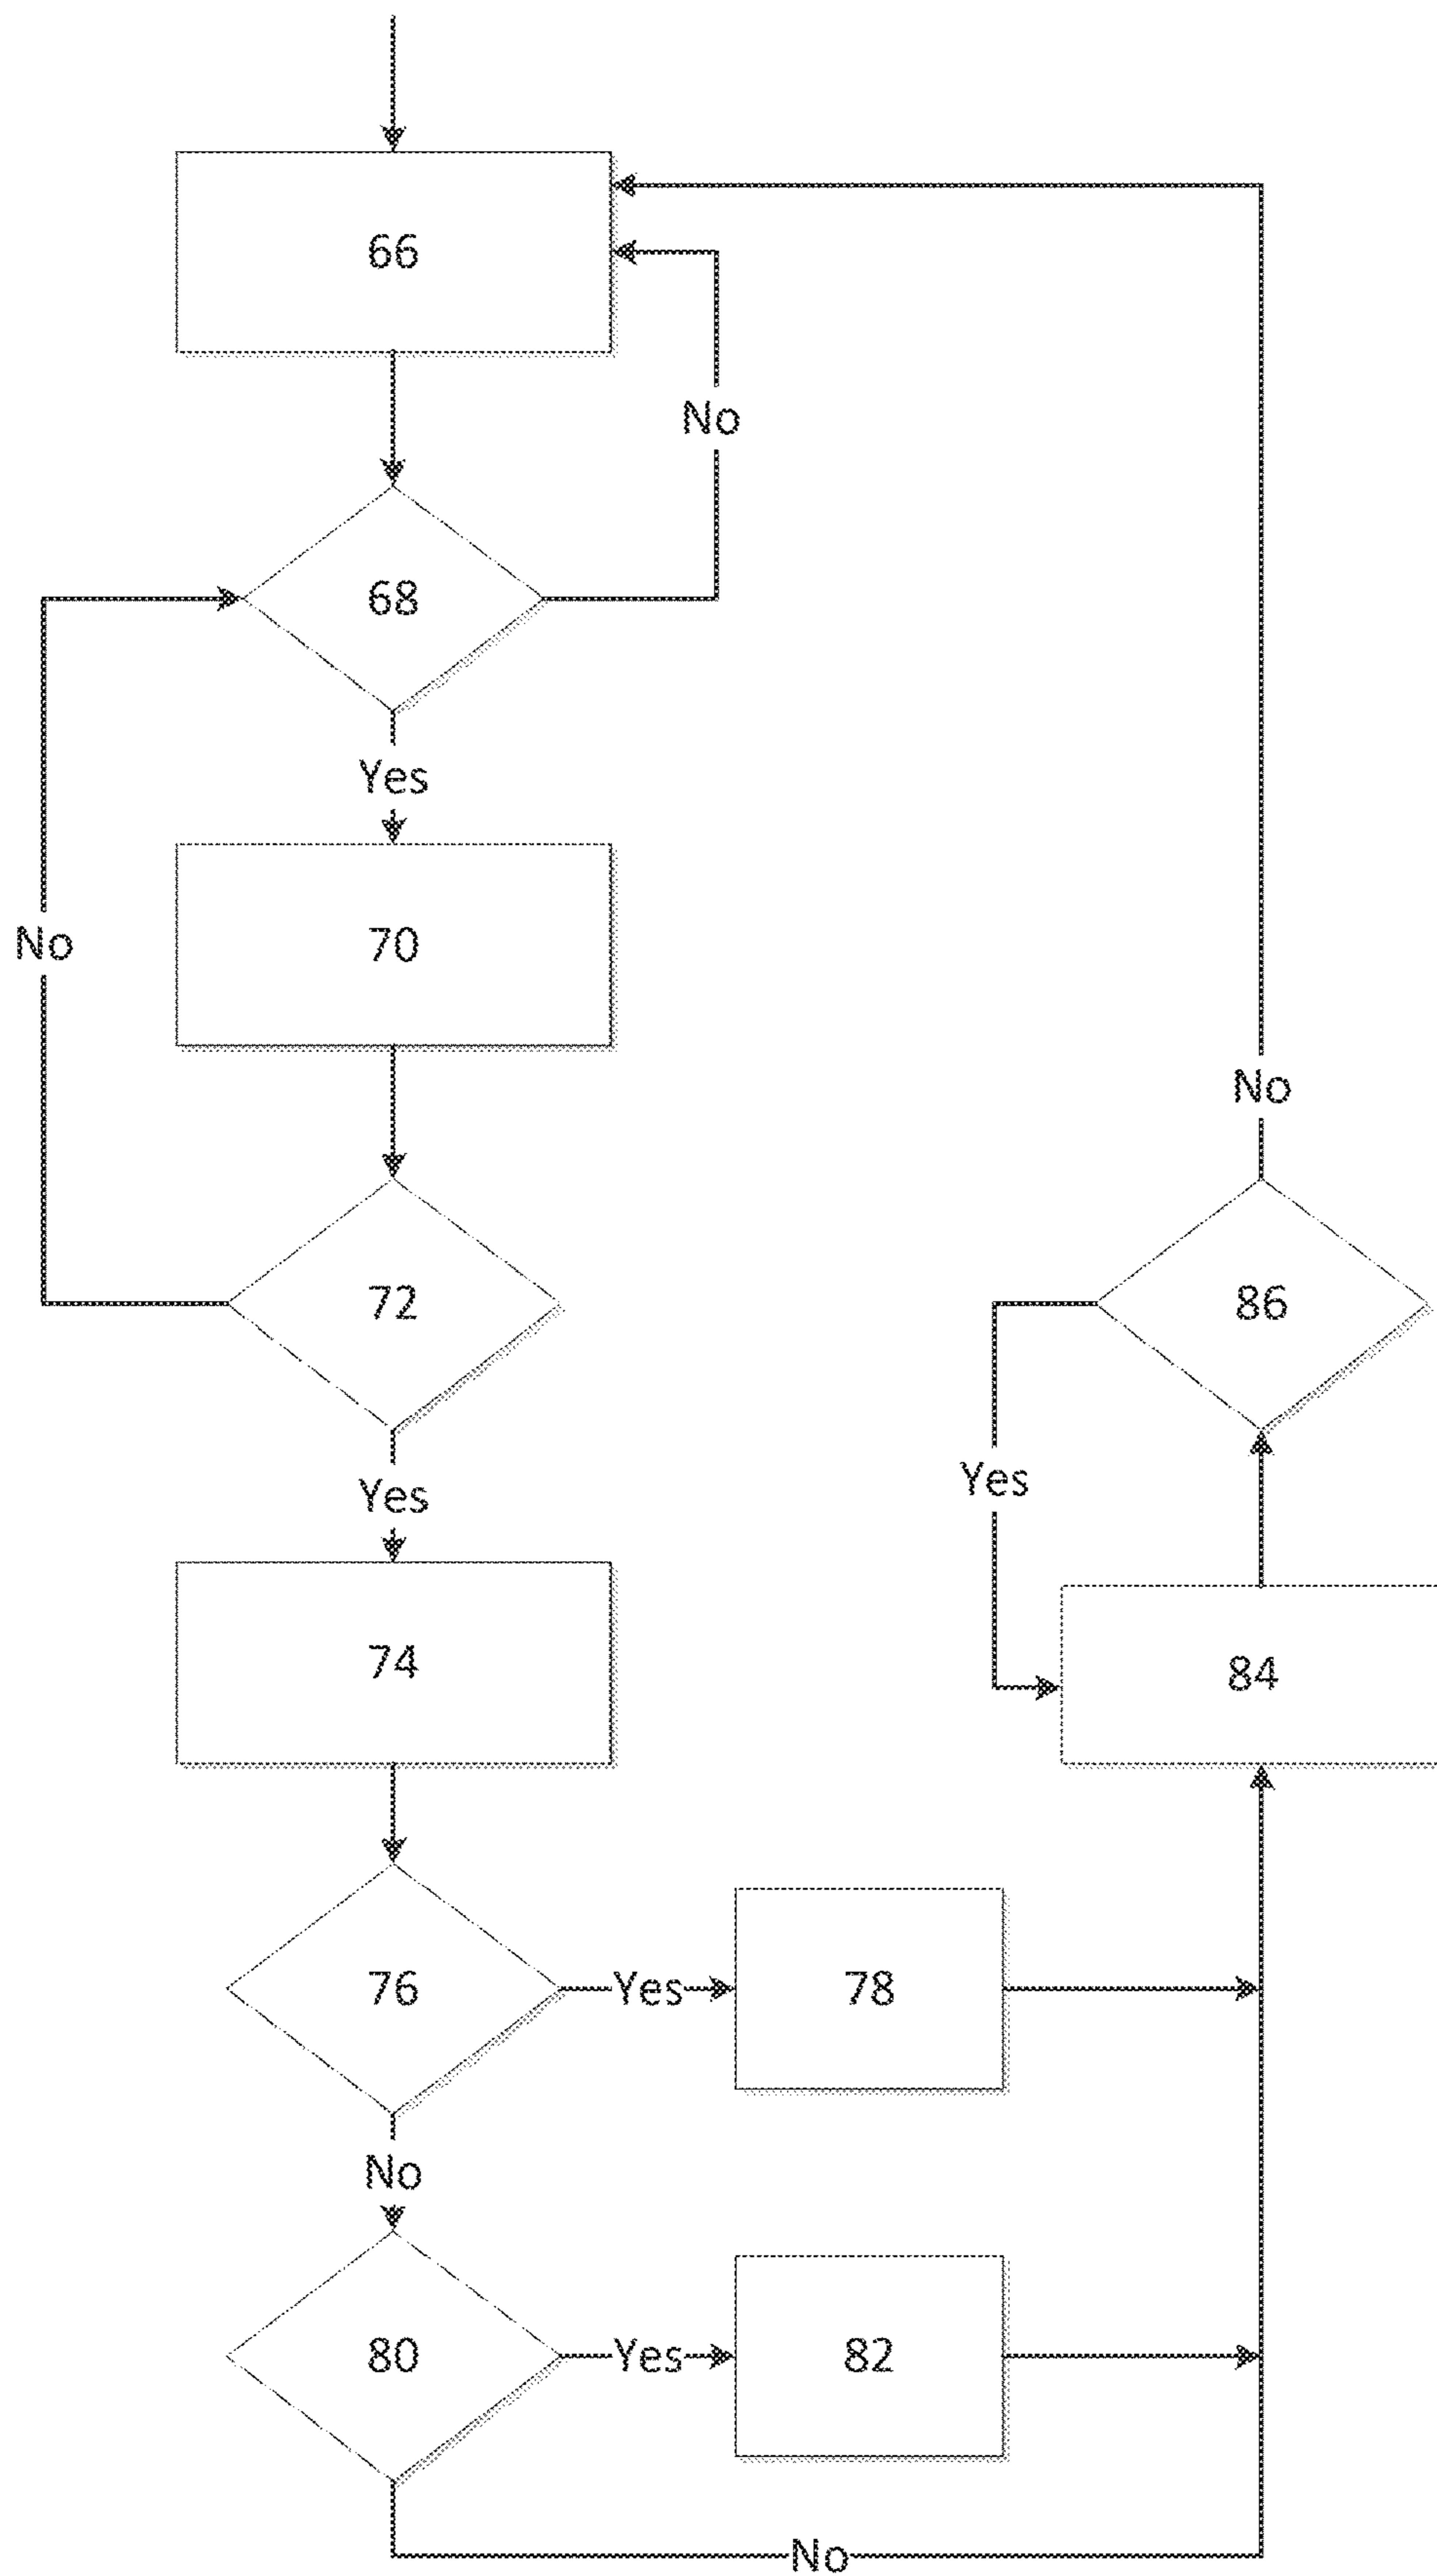 66
No
68
Yes
70
No
No
72
86
Yes
Yes
74
84
76
Yes
78
No
80
Yes
82
No